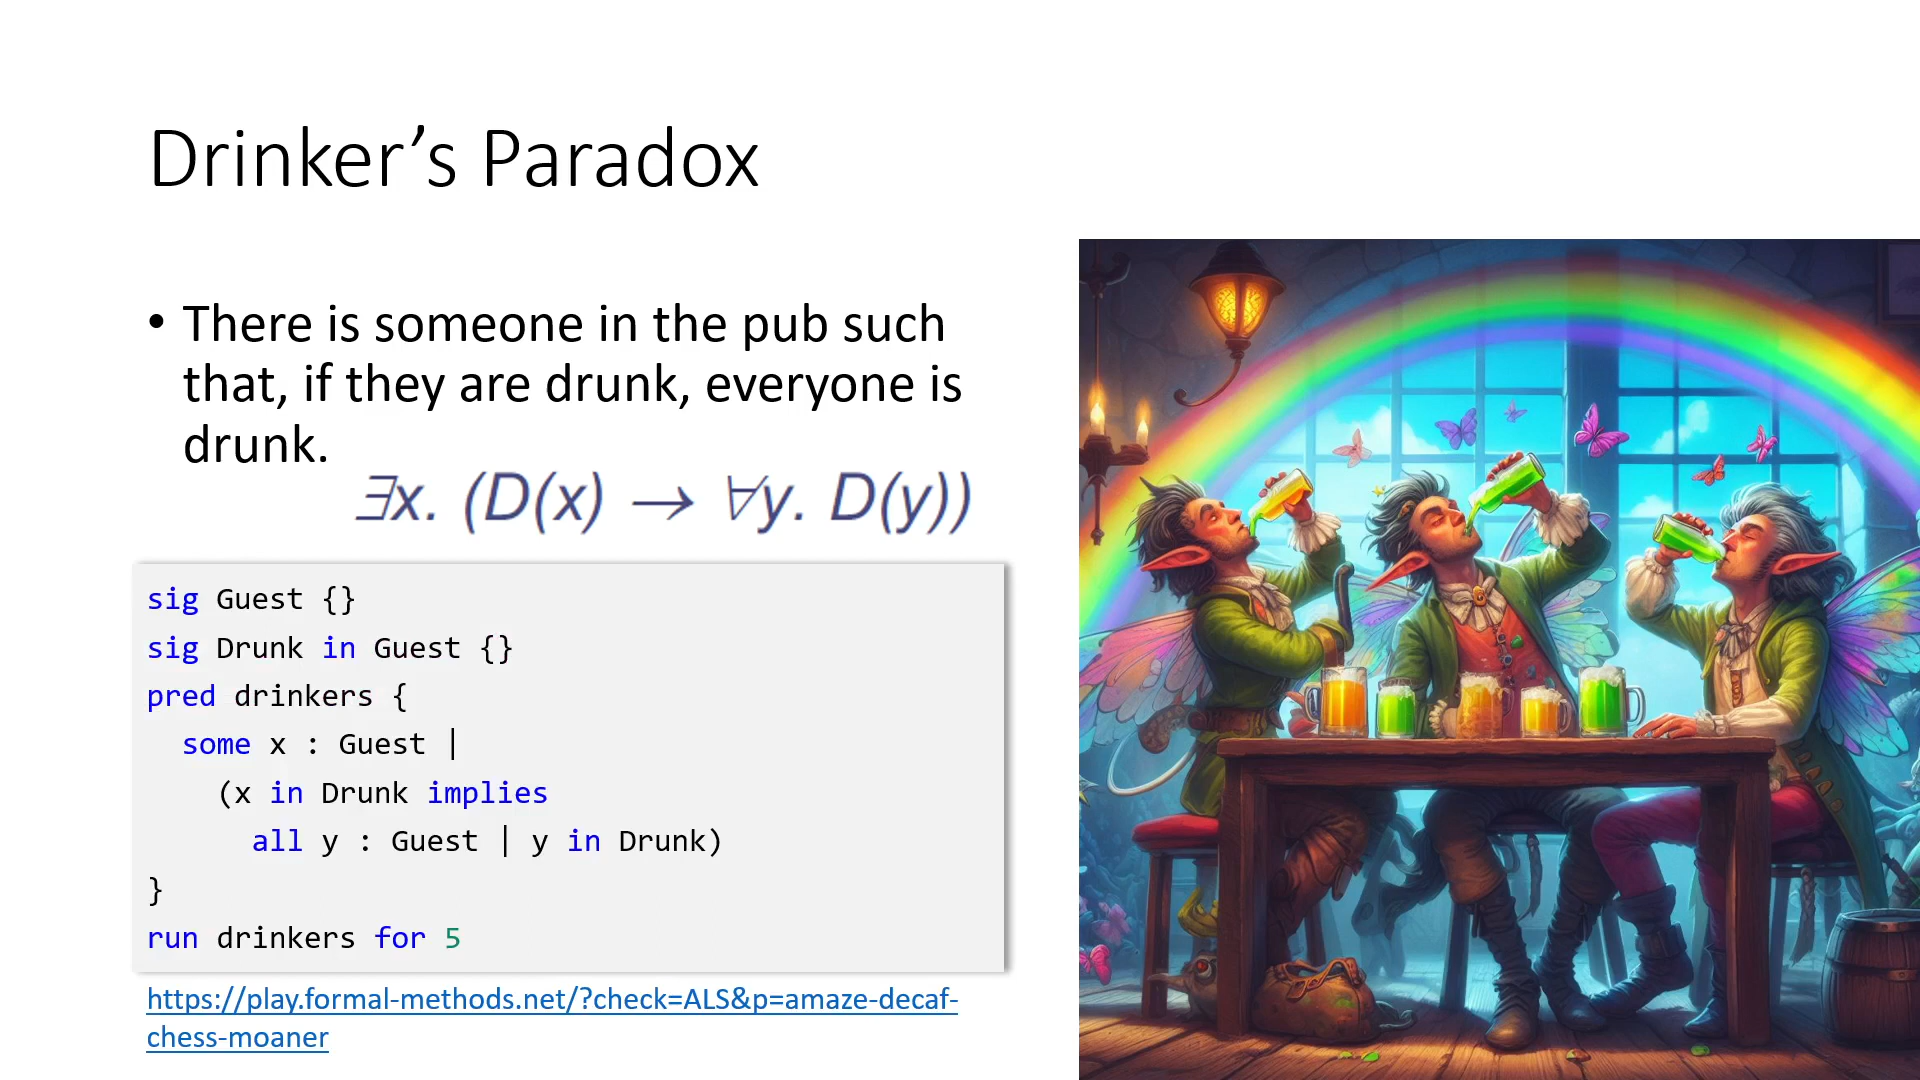 Drinker’s Paradox
• There is someone in the pub such
that, if they are drunk, everyone is
drunk.
∃x. (D(x) → ∀y. D(y))
sig Guest {}
sig Drunk in Guest {}
pred drinkers {
  some x : Guest |
    (x in Drunk implies
      all y : Guest | y in Drunk)
}
run drinkers for 5
https://play.formal-methods.net/?check=ALS&p=amaze-decaf-
chess-moaner